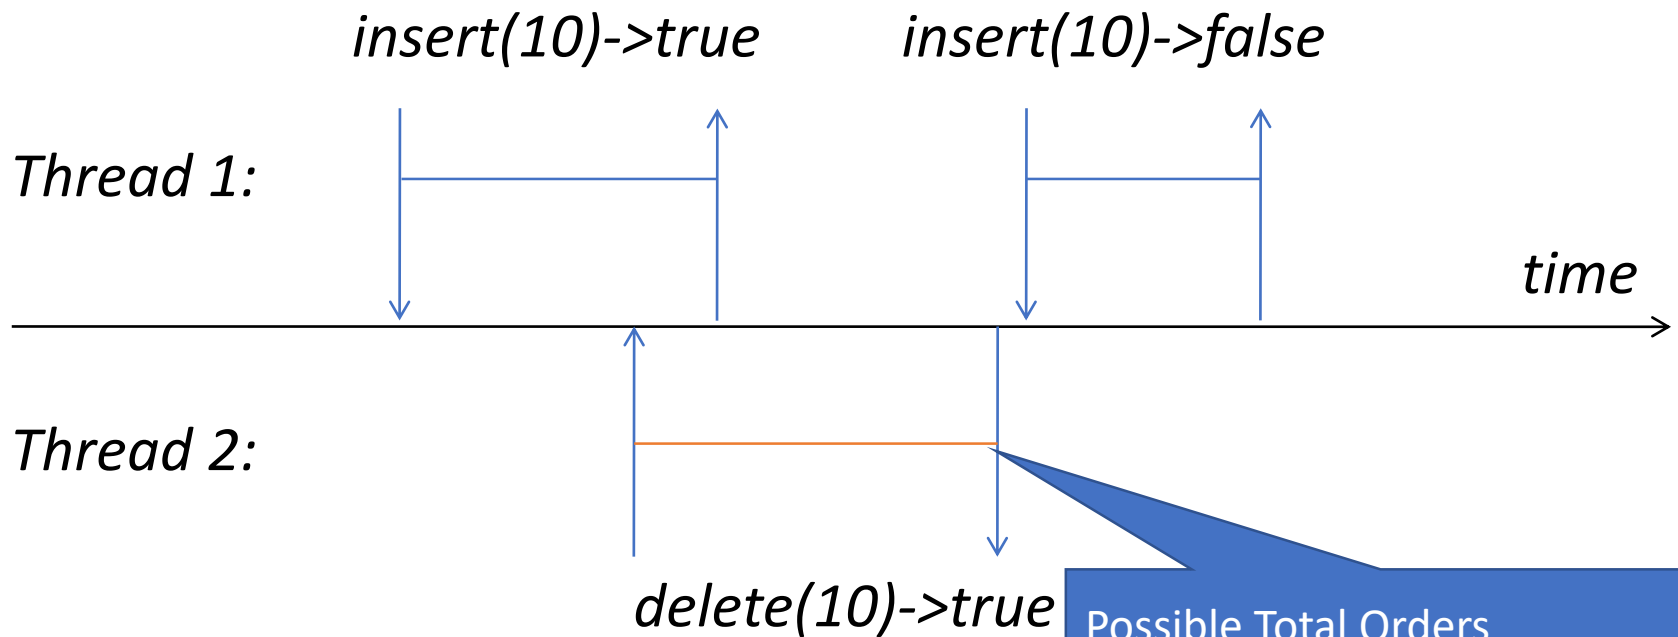 insert(10)->true
insert(10)->false
Thread 1:
time
Thread 2:
delete(10)->true
Possible Total Orders